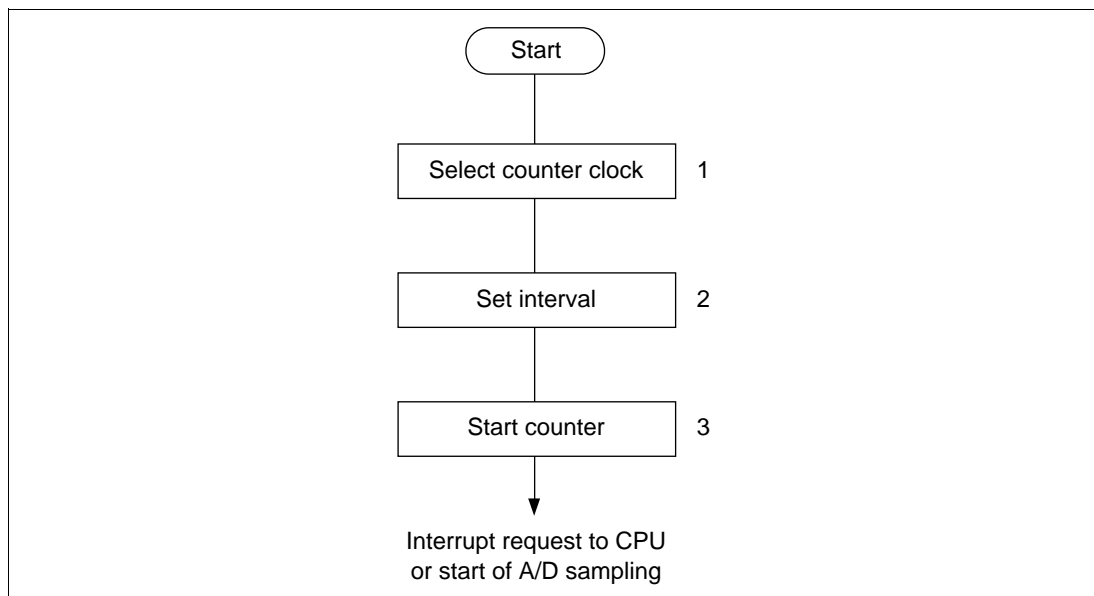 Start
Select counter clock 1
Set interval 2
Start counter 3
Interrupt request to CPU
or start of A/D sampling